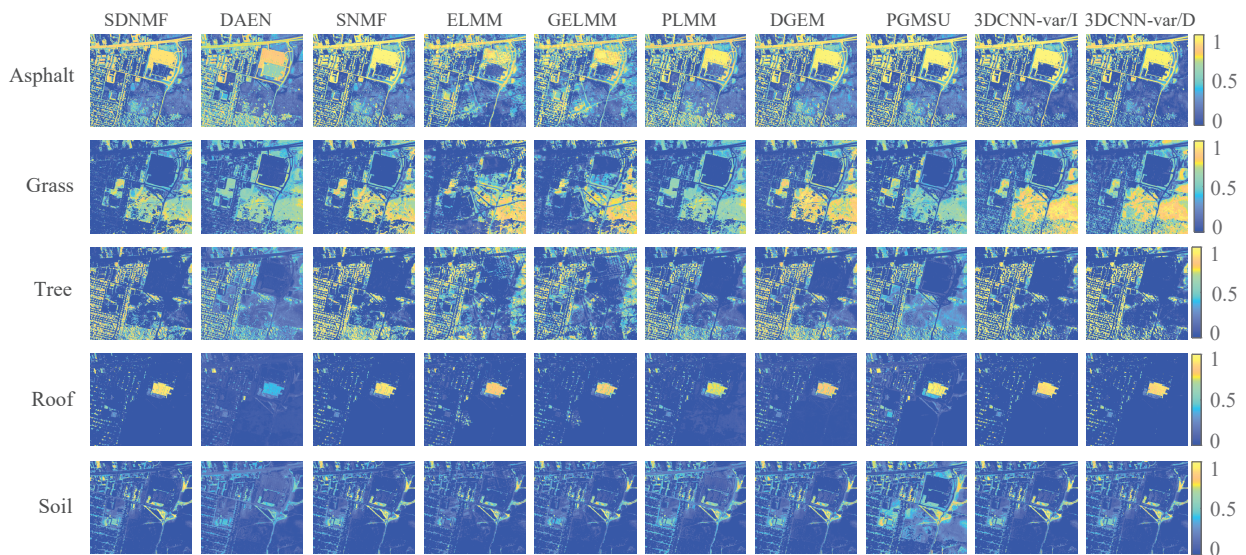 SDNMF DAEN SNMF ELMM GELMM PLMM DGEM PGMSU 3DCNN-var/I 3DCNN-var/D
Asphalt
1
0.5
0
Grass
1
0.5
0
Tree
1
0.5
0
Roof
1
0.5
0
Soil
1
0.5
0